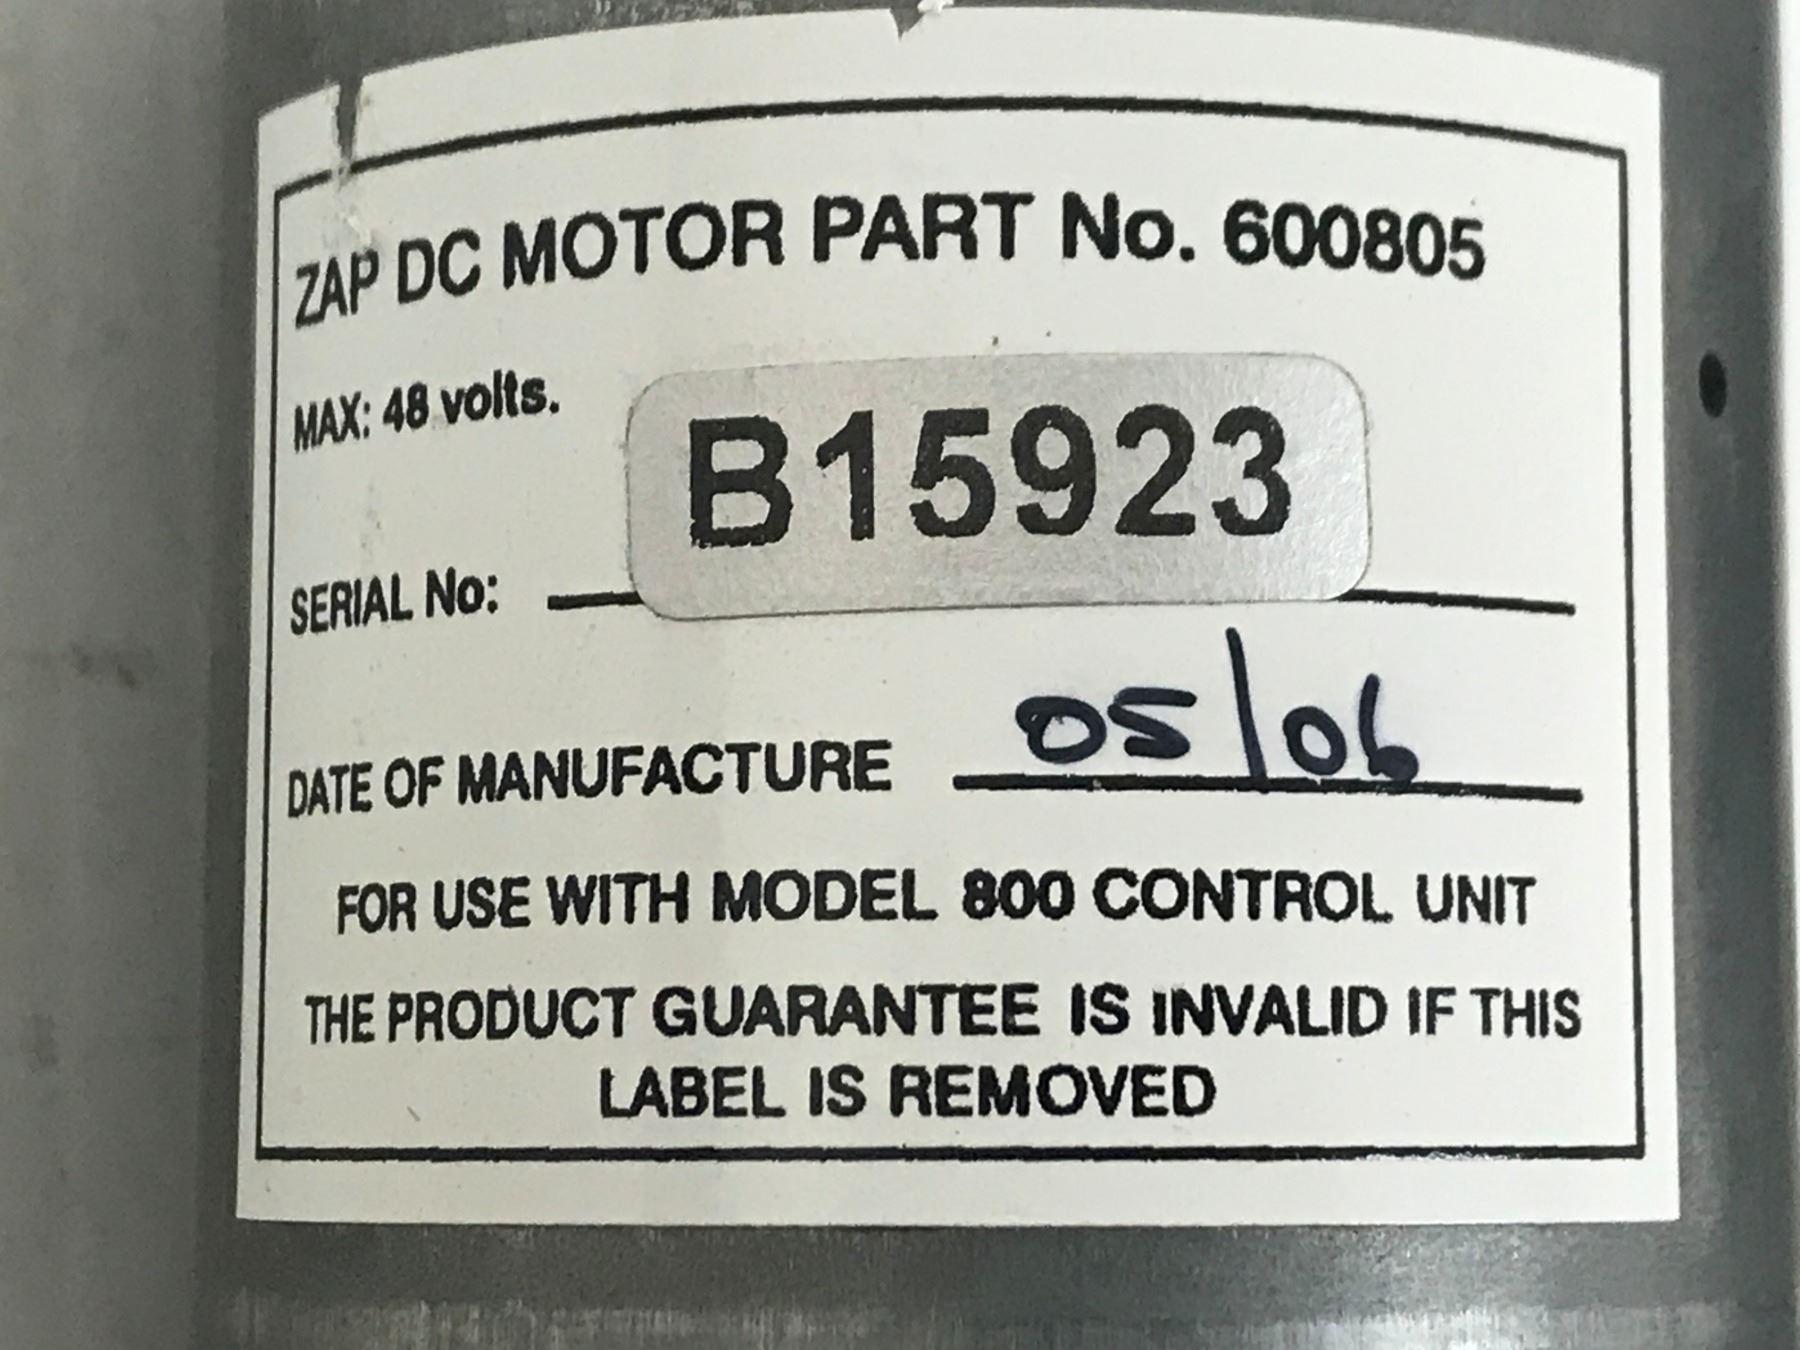 ZAP DC MOTOR PART No. 600805
MAX: 48 volts.
B15923
SERIAL No:
DATE OF MANUFACTURE 05/06
FOR USE WITH MODEL 800 CONTROL UNIT
THE PRODUCT GUARANTEE IS INVALID IF THIS
LABEL IS REMOVED